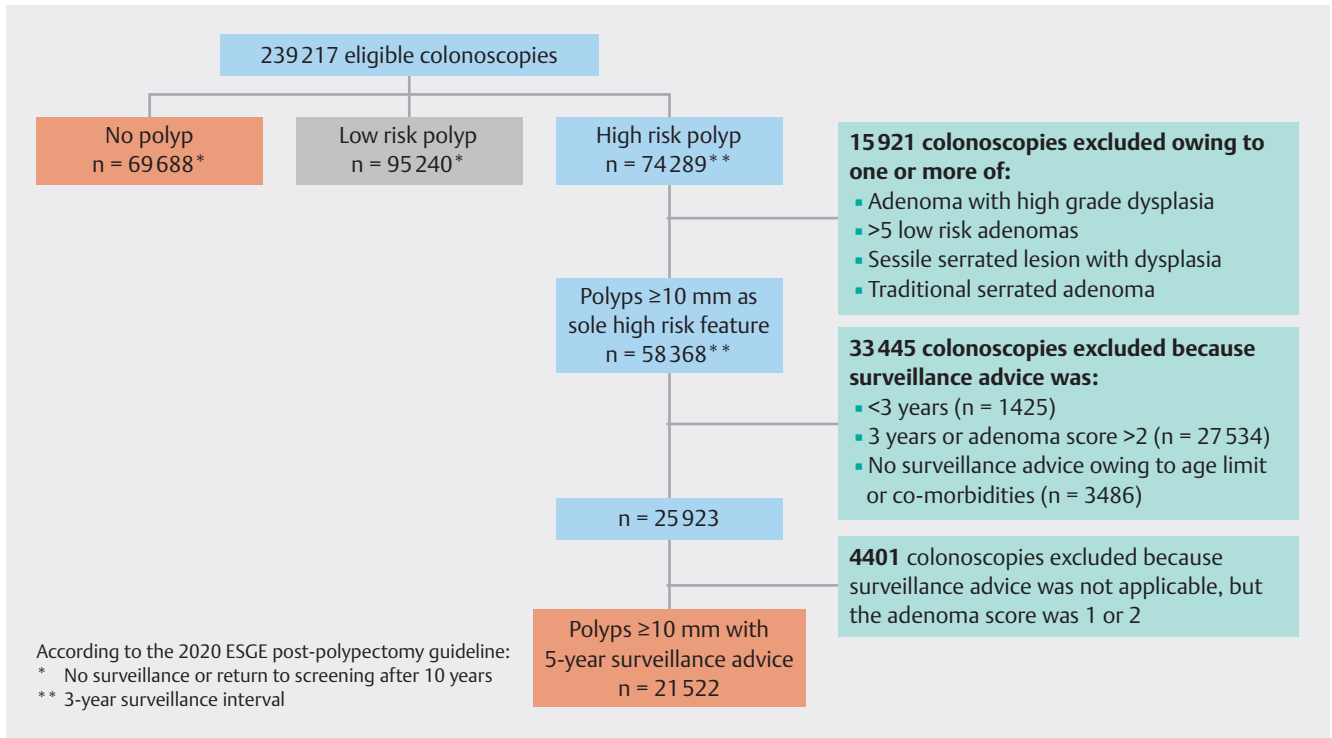 239 217 eligible colonoscopies
No polyp
n = 69 688*
Low risk polyp
n = 95 240*
High risk polyp
n = 74 289**
15 921 colonoscopies excluded owing to
one or more of:
▪ Adenoma with high grade dysplasia
▪ >5 low risk adenomas
▪ Sessile serrated lesion with dysplasia
▪ Traditional serrated adenoma
Polyps ≥10 mm as
sole high risk feature
n = 58 368**
33 445 colonoscopies excluded because
surveillance advice was:
▪ <3 years (n = 1425)
▪ 3 years or adenoma score >2 (n = 27 534)
▪ No surveillance advice owing to age limit
or co-morbidities (n = 3486)
n = 25 923
4401 colonoscopies excluded because
surveillance advice was not applicable, but
the adenoma score was 1 or 2
Polyps ≥10 mm with
5-year surveillance advice
n = 21 522
According to the 2020 ESGE post-polypectomy guideline:
* No surveillance or return to screening after 10 years
** 3-year surveillance interval